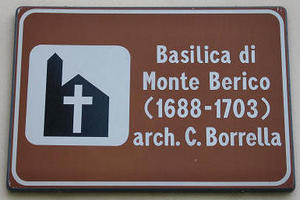 Basilica di
Monte Berico
(1688-1703)
arch. C. Borrella